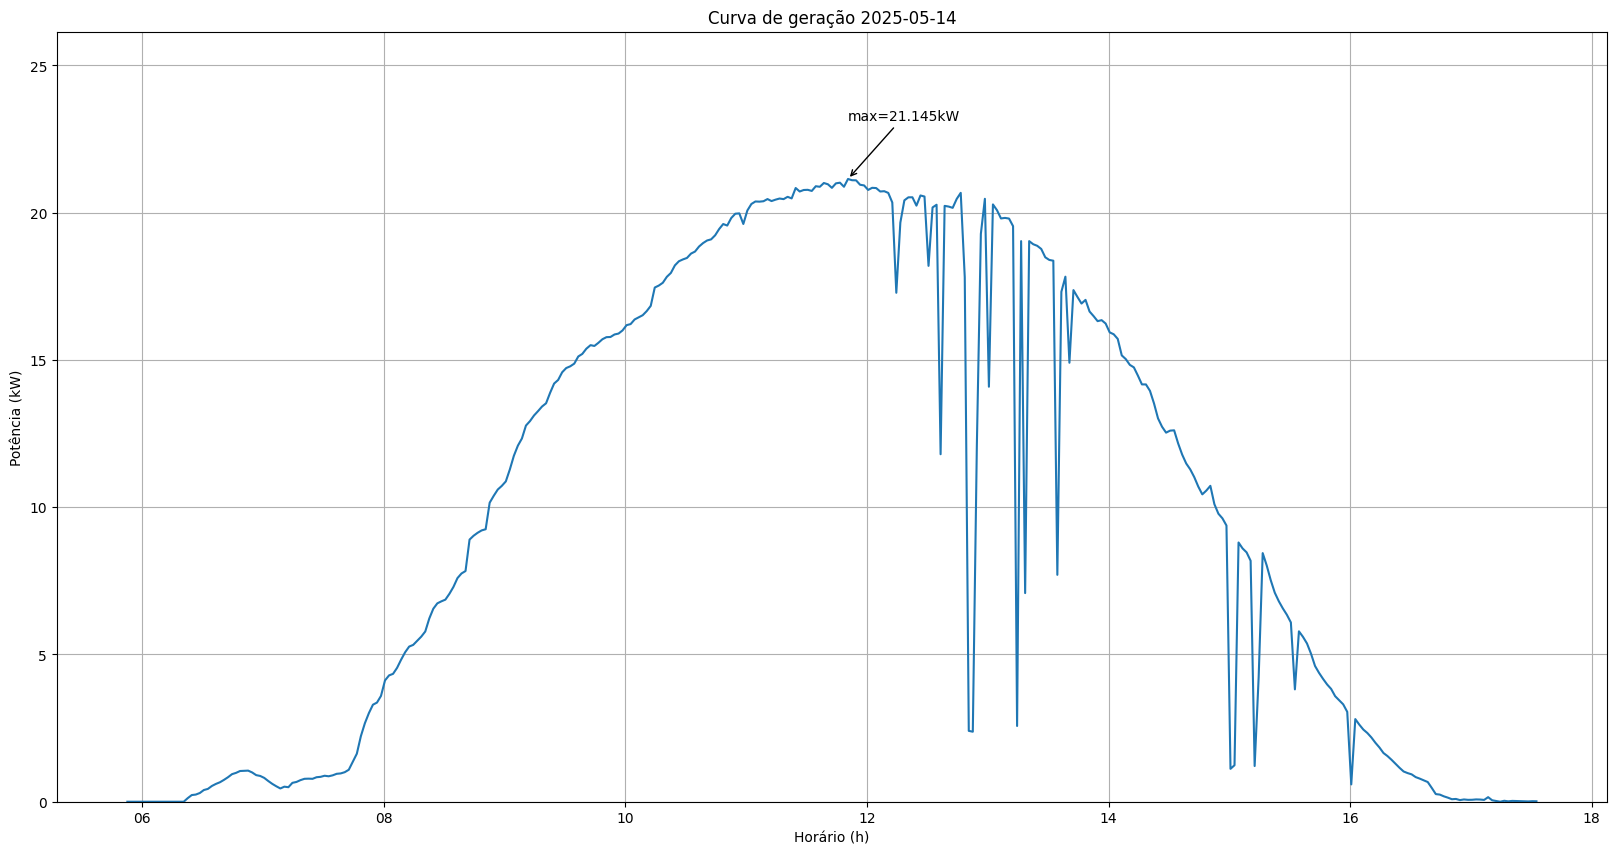 Curva de geração 2025-05-14
25
max=21.145kW
20
15
Potência (kW)
10
5
0
06 08 10 12 14 16 18
Horário (h)